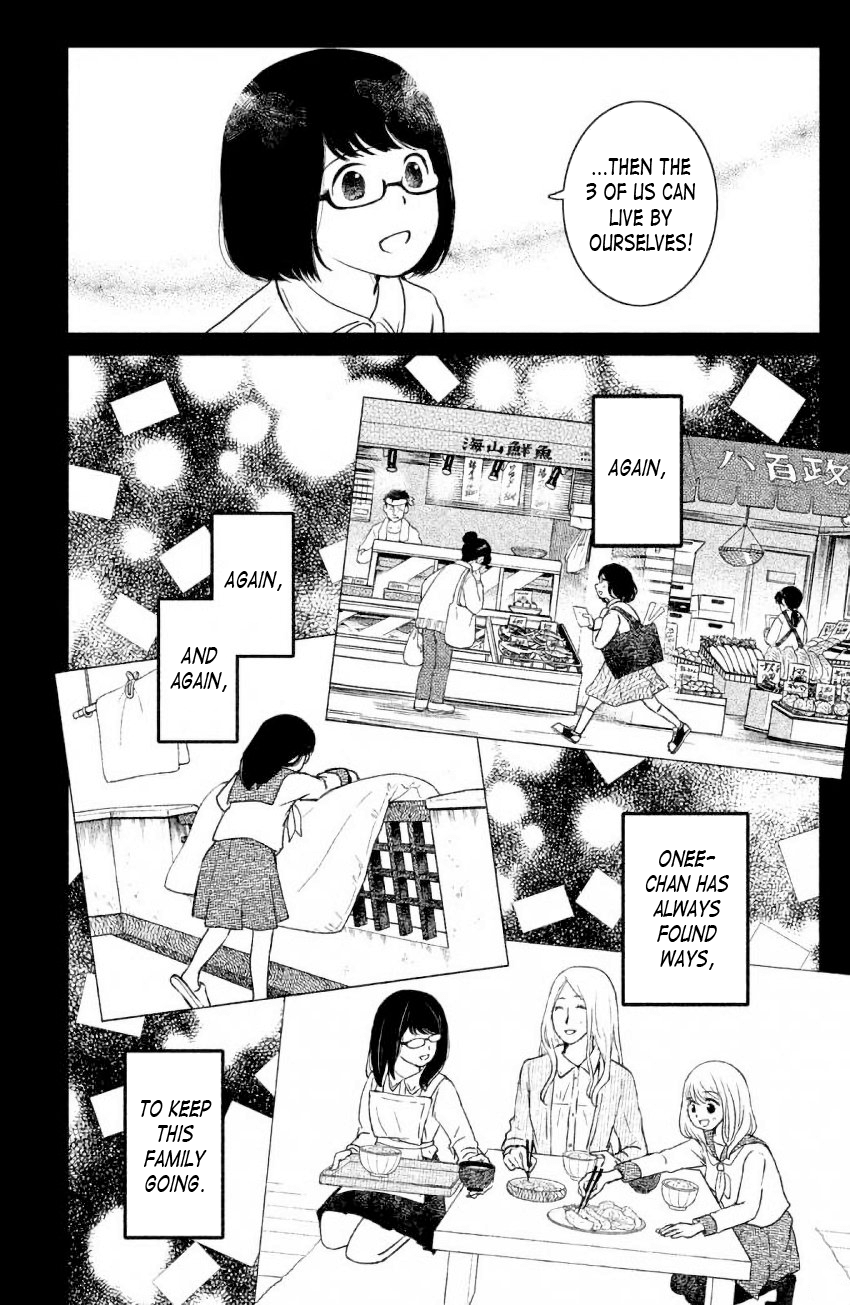 ...THEN THE
3 OF US CAN
LIVE BY
OURSELVES!
AGAIN,
海山鮮魚
八百政
AGAIN,
AND
AGAIN,
ONEE-
CHAN HAS
ALWAYS
FOUND
WAYS,
TO KEEP
THIS
FAMILY
GOING.